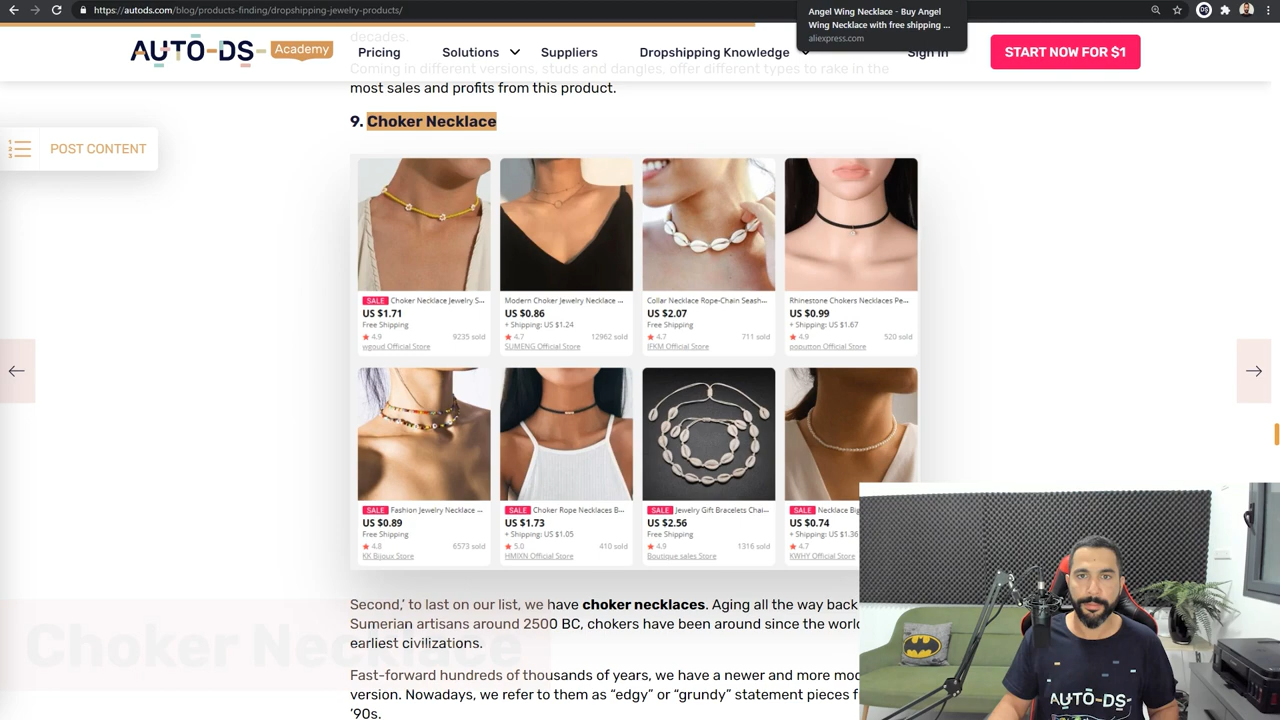 https://autods.com/blog/products-finding/dropshipping-jewelry-products/
Angel Wing Necklace - Buy Angel
Wing Necklace with free shipping ...
aliexpress.com
decades.
AUTO-DS- Academy
Pricing
Solutions
Suppliers
Dropshipping Knowledge
Sign in
START NOW FOR $1
Coming in different versions, studs and dangles, offer different types to rake in the
most sales and profits from this product.
9. Choker Necklace
POST CONTENT
SALE Choker Necklace Jewelry S...
US $1.71
Free Shipping
4.9 9235 sold
wgoud Official Store
Modern Choker Jewelry Necklace ...
US $0.86
+ Shipping: US $1.24
4.7 12962 sold
SUMENG Official Store
Collar Necklace Rope-Chain Seash...
US $2.07
Free Shipping
4.7 711 sold
IFKM Official Store
Rhinestone Chokers Necklaces Pe...
US $0.99
+ Shipping: US $1.67
4.9 520 sold
poputton Official Store
SALE Fashion Jewelry Necklace ...
US $0.89
Free Shipping
4.8 6573 sold
KK Bijoux Store
SALE Choker Rope Necklaces B...
US $1.73
+ Shipping: US $1.05
5.0 410 sold
HMIXN Official Store
SALE Jewelry Gift Bracelets Chai...
US $2.56
Free Shipping
4.9 1316 sold
Boutique sales Store
SALE Necklace Big
US $0.74
+ Shipping: US $1.36
4.7
KWHY Official Store
Second,’ to last on our list, we have choker necklaces. Aging all the way back
Sumerian artisans around 2500 BC, chokers have been around since the world
earliest civilizations.
Choker Necklace
Fast-forward hundreds of thousands of years, we have a newer and more mod
version. Nowadays, we refer to them as “edgy” or “grundy” statement pieces f
’90s.
AUTO-DS-